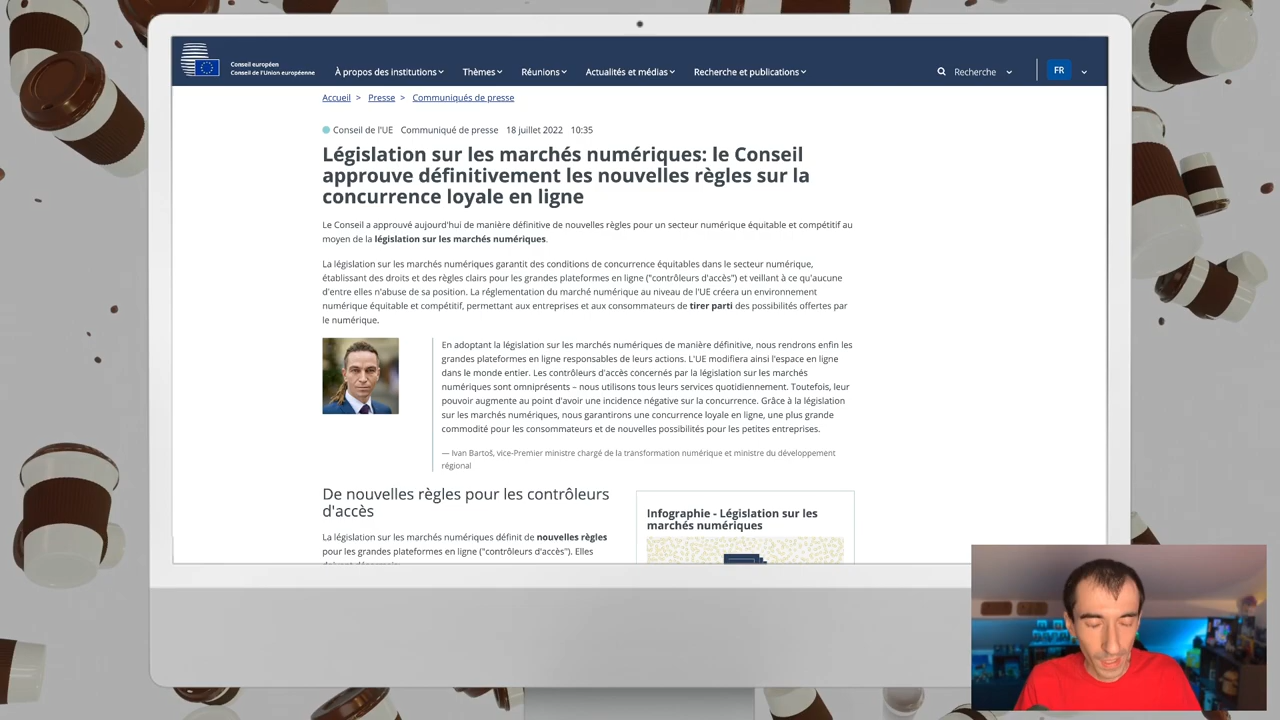 Conseil européen
Conseil de l'Union européenne
À propos des institutions
Thèmes
Réunions
Actualités et médias
Recherche et publications
Recherche
FR
Accueil > Presse > Communiqués de presse
Conseil de l'UE Communiqué de presse 18 juillet 2022 10:35
Législation sur les marchés numériques: le Conseil
approuve définitivement les nouvelles règles sur la
concurrence loyale en ligne
Le Conseil a approuvé aujourd'hui de manière définitive de nouvelles règles pour un secteur numérique équitable et compétitif au
moyen de la législation sur les marchés numériques.
La législation sur les marchés numériques garantit des conditions de concurrence équitables dans le secteur numérique,
établissant des droits et des règles clairs pour les grandes plateformes en ligne ("contrôleurs d'accès") et veillant à ce qu'aucune
d'entre elles n'abuse de sa position. La réglementation du marché numérique au niveau de l'UE créera un environnement
numérique équitable et compétitif, permettant aux entreprises et aux consommateurs de tirer parti des possibilités offertes par
le numérique.
En adoptant la législation sur les marchés numériques de manière définitive, nous rendrons enfin les
grandes plateformes en ligne responsables de leurs actions. L'UE modifiera ainsi l'espace en ligne
dans le monde entier. Les contrôleurs d'accès concernés par la législation sur les marchés
numériques sont omniprésents – nous utilisons tous leurs services quotidiennement. Toutefois, leur
pouvoir augmente au point d'avoir une incidence négative sur la concurrence. Grâce à la législation
sur les marchés numériques, nous garantirons une concurrence loyale en ligne, une plus grande
commodité pour les consommateurs et de nouvelles possibilités pour les petites entreprises.
— Ivan Bartoš, vice-Premier ministre chargé de la transformation numérique et ministre du développement
régional
De nouvelles règles pour les contrôleurs
d'accès
La législation sur les marchés numériques définit de nouvelles règles
pour les grandes plateformes en ligne ("contrôleurs d'accès"). Elles
Infographie - Législation sur les
marchés numériques